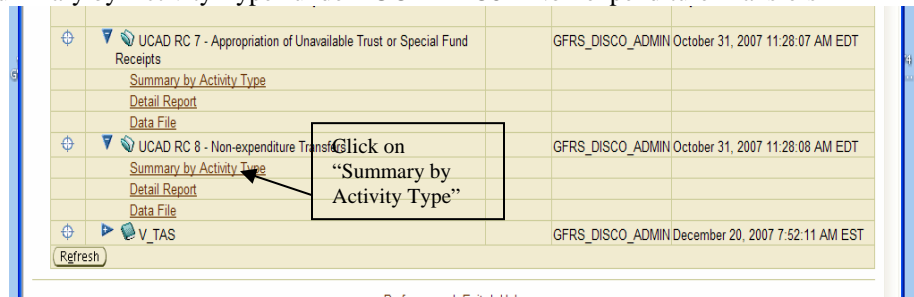 UCAD RC 7 - Appropriation of Unavailable Trust or Special Fund Receipts GFRS_DISCO_ADMIN October 31, 2007 11:28:07 AM EDT
Summary by Activity Type
Detail Report
Data File
UCAD RC 8 - Non-expenditure Transfers GFRS_DISCO_ADMIN October 31, 2007 11:28:08 AM EDT
Summary by Activity Type
Detail Report
Data File
Click on
“Summary by
Activity Type”
V_TAS GFRS_DISCO_ADMIN December 20, 2007 7:52:11 AM EST
Refresh